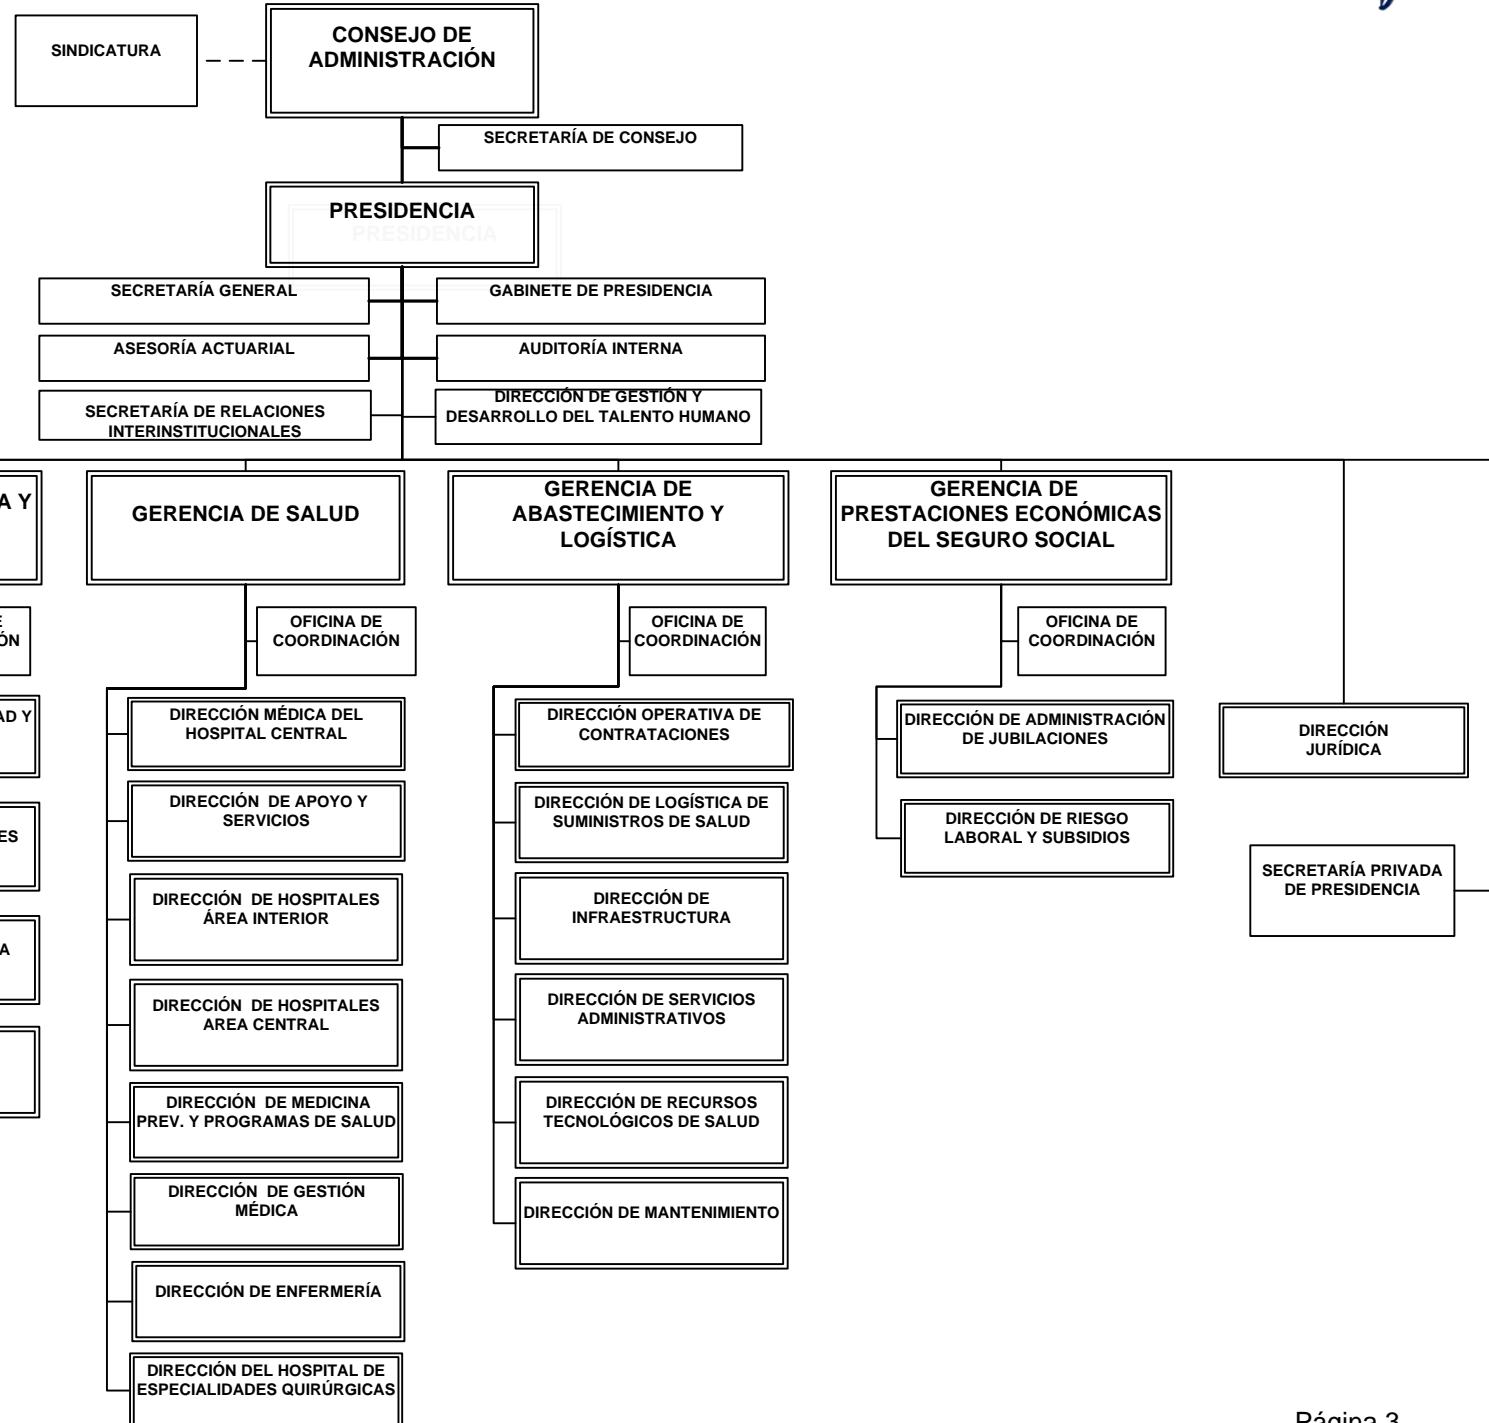 SINDICATURA
CONSEJO DE
ADMINISTRACIÓN
SECRETARÍA DE CONSEJO
PRESIDENCIA
PRESIDENCIA
SECRETARÍA GENERAL
GABINETE DE PRESIDENCIA
ASESORÍA ACTUARIAL
AUDITORÍA INTERNA
SECRETARÍA DE RELACIONES
INTERINSTITUCIONALES
DIRECCIÓN DE GESTIÓN Y
DESARROLLO DEL TALENTO HUMANO
A Y
GERENCIA DE SALUD
GERENCIA DE
ABASTECIMIENTO Y
LOGÍSTICA
GERENCIA DE
PRESTACIONES ECONÓMICAS
DEL SEGURO SOCIAL
E
ÓN
OFICINA DE
COORDINACIÓN
OFICINA DE
COORDINACIÓN
OFICINA DE
COORDINACIÓN
AD Y
ES
A
DIRECCIÓN MÉDICA DEL
HOSPITAL CENTRAL
DIRECCIÓN DE APOYO Y
SERVICIOS
DIRECCIÓN DE HOSPITALES
ÁREA INTERIOR
DIRECCIÓN DE HOSPITALES
AREA CENTRAL
DIRECCIÓN DE MEDICINA
PREV. Y PROGRAMAS DE SALUD
DIRECCIÓN DE GESTIÓN
MÉDICA
DIRECCIÓN DE ENFERMERÍA
DIRECCIÓN DEL HOSPITAL DE
ESPECIALIDADES QUIRÚRGICAS
DIRECCIÓN OPERATIVA DE
CONTRATACIONES
DIRECCIÓN DE LOGÍSTICA DE
SUMINISTROS DE SALUD
DIRECCIÓN DE
INFRAESTRUCTURA
DIRECCIÓN DE SERVICIOS
ADMINISTRATIVOS
DIRECCIÓN DE RECURSOS
TECNOLÓGICOS DE SALUD
DIRECCIÓN DE MANTENIMIENTO
DIRECCIÓN DE ADMINISTRACIÓN
DE JUBILACIONES
DIRECCIÓN DE RIESGO
LABORAL Y SUBSIDIOS
DIRECCIÓN
JURÍDICA
SECRETARÍA PRIVADA
DE PRESIDENCIA
Página 3